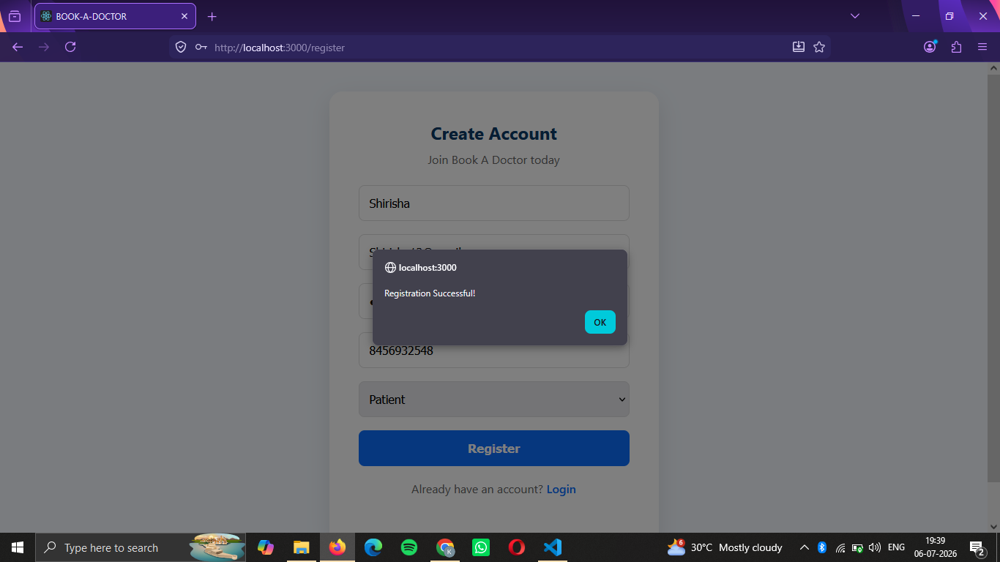 BOOK-A-DOCTOR
http://localhost:3000/register
Create Account
Join Book A Doctor today
Shirisha
localhost:3000
Registration Successful!
OK
8456932548
Patient
Register
Already have an account? Login
Type here to search
K
6
30°C Mostly cloudy
ENG
19:39
06-07-2026
2